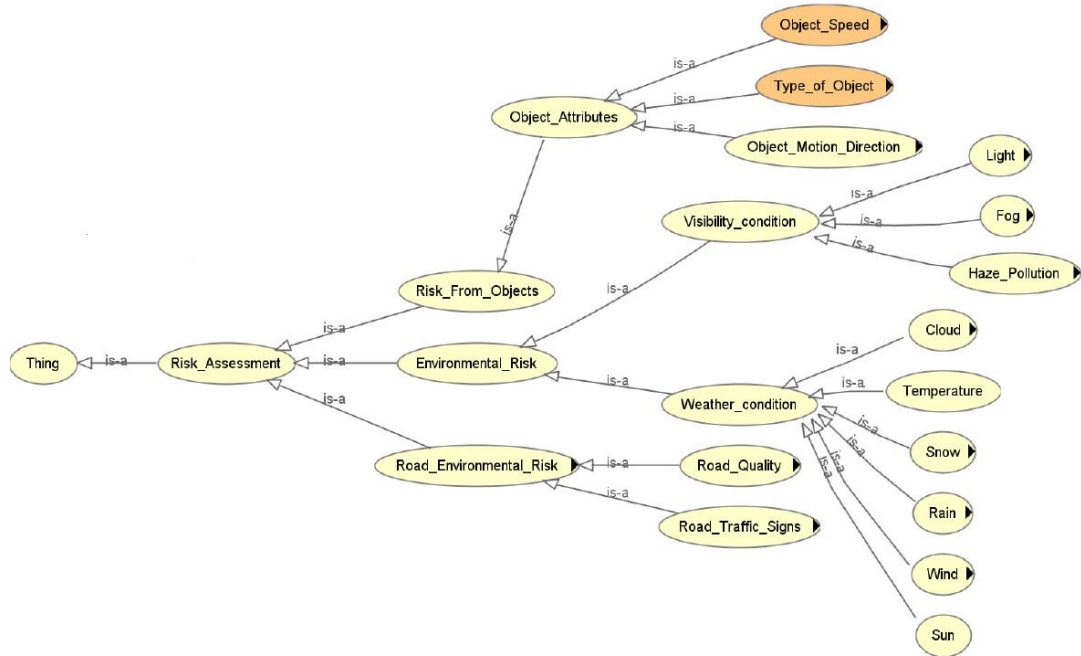 Object_Speed
is-a
is-a
Type_of_Object
Object_Attributes
is-a
Object_Motion_Direction
Light
is-a
is-a
Visibility_condition
is-a
Fog
is-a
Haze_Pollution
Risk_From_Objects
is-a
is-a
Cloud
is-a
Thing
is-a
Risk_Assessment
is-a
Environmental_Risk
is-a
is-a
Temperature
Weather_condition
is-a
is-a
is-a
Snow
is-a
is-a
Road_Environmental_Risk
is-a
Road_Quality
is-a
Rain
Road_Traffic_Signs
Wind
Sun